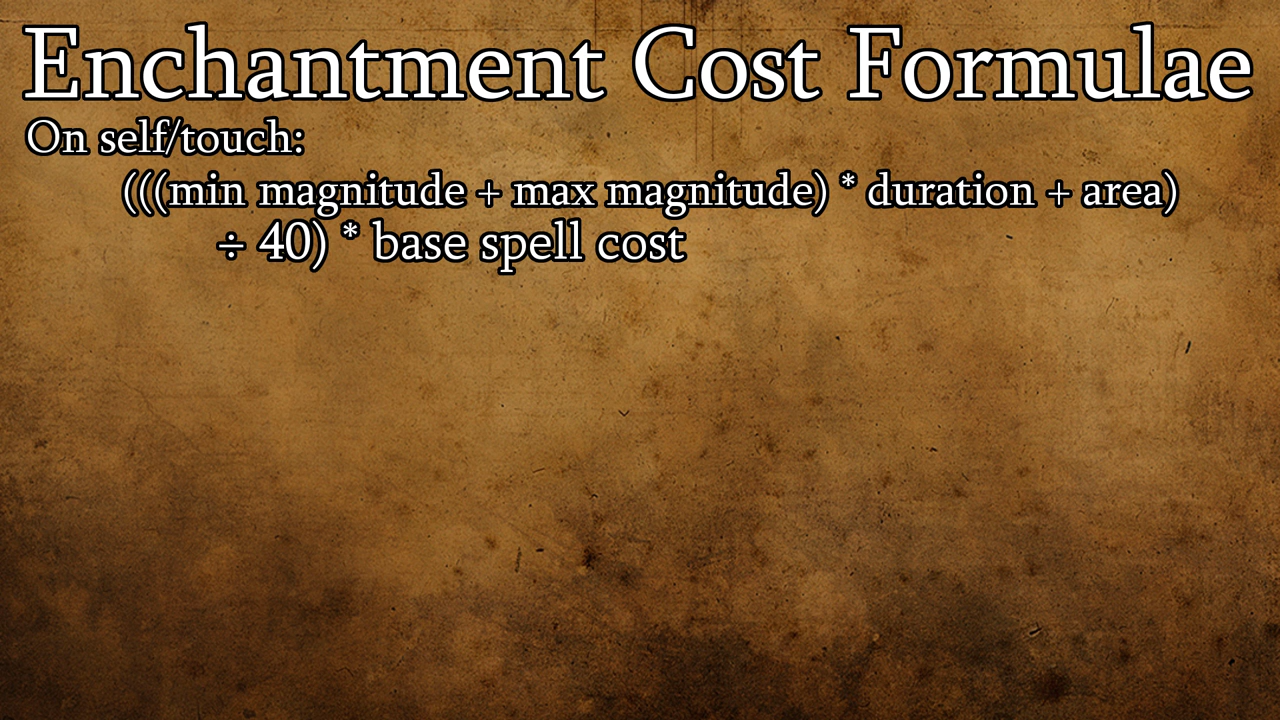 Enchantment Cost Formulae
On self/touch:
(((min magnitude + max magnitude) * duration + area)
÷ 40) * base spell cost